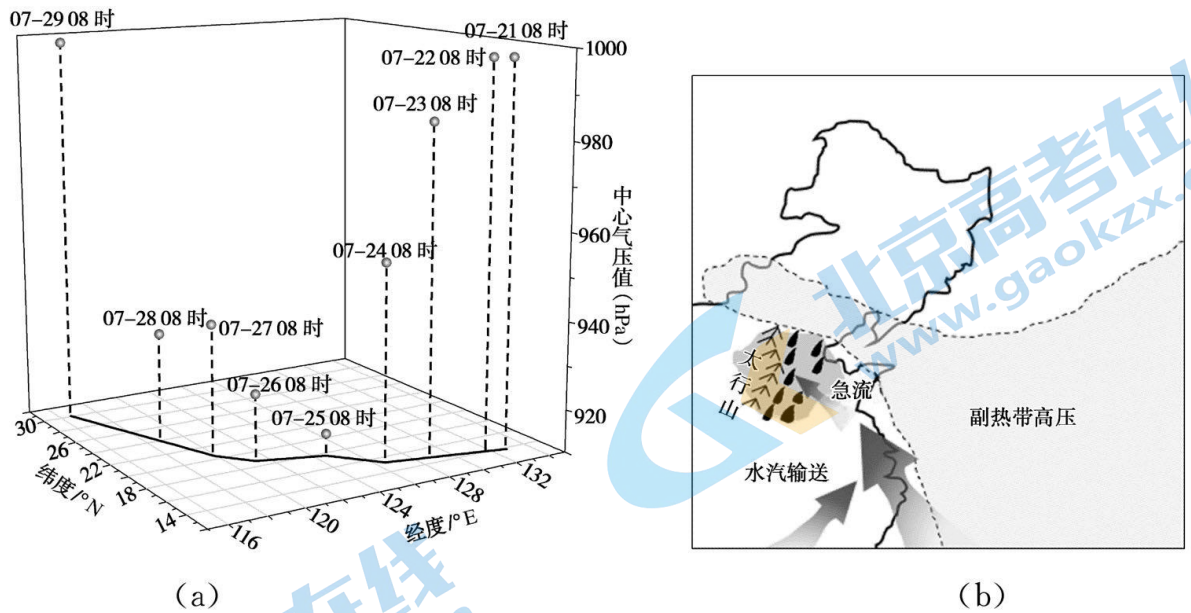 07-29 08 时
07-21 08 时
07-22 08 时
07-23 08 时
07-24 08 时
07-28 08 时
07-27 08 时
07-26 08 时
07-25 08 时
1000
980
960
940
920
中心气压值(hPa)
30
26
22
18
14
纬度/°N
116
120
124
128
132
经度/°E
(a)
太行山
急流
副热带高压
水汽输送
(b)
北京高考在
www.gaokzx.c
在线